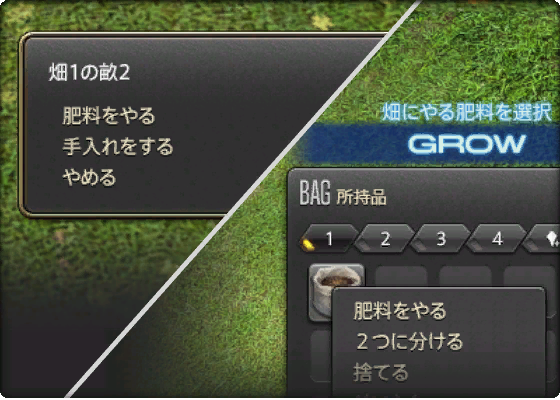 畑1の畝2
肥料をやる
手入れをする
やめる
畑にやる肥料を選択
GROW
BAG 所持品
1 2 3 4
肥料をやる
２つに分ける
捨てる